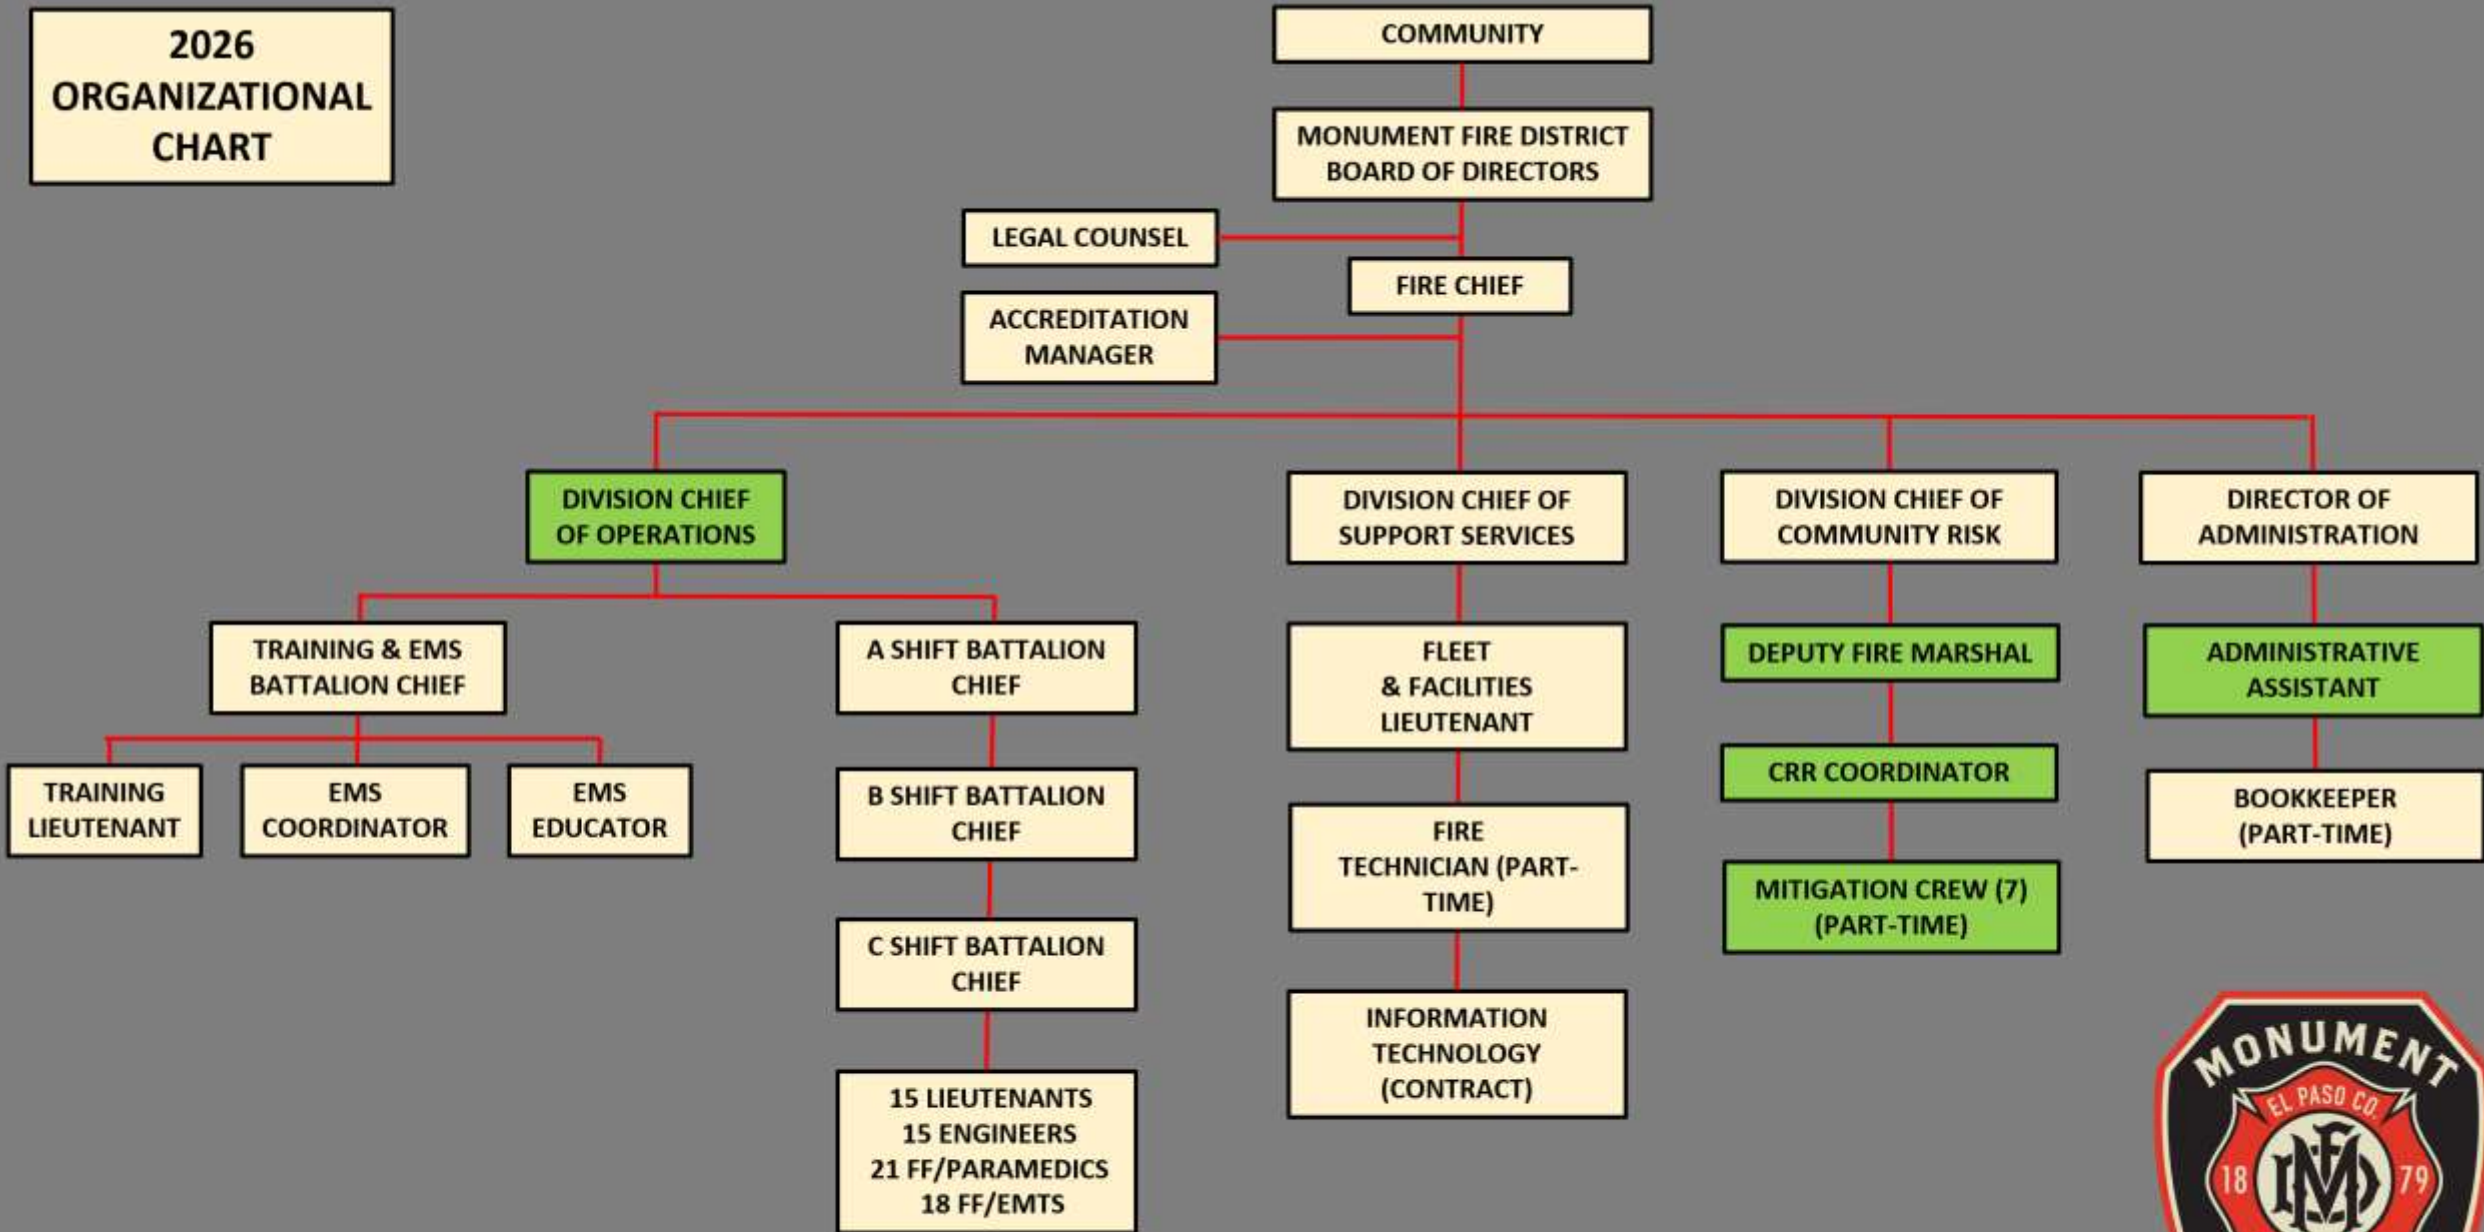 2026
ORGANIZATIONAL
CHART
COMMUNITY
MONUMENT FIRE DISTRICT
BOARD OF DIRECTORS
LEGAL COUNSEL
FIRE CHIEF
ACCREDITATION
MANAGER
DIVISION CHIEF
OF OPERATIONS
DIVISION CHIEF OF
SUPPORT SERVICES
DIVISION CHIEF OF
COMMUNITY RISK
DIRECTOR OF
ADMINISTRATION
TRAINING & EMS
BATTALION CHIEF
A SHIFT BATTALION
CHIEF
FLEET
& FACILITIES
LIEUTENANT
DEPUTY FIRE MARSHAL
ADMINISTRATIVE
ASSISTANT
TRAINING
LIEUTENANT
EMS
COORDINATOR
EMS
EDUCATOR
B SHIFT BATTALION
CHIEF
FIRE
TECHNICIAN (PART-
TIME)
CRR COORDINATOR
BOOKKEEPER
(PART-TIME)
C SHIFT BATTALION
CHIEF
MITIGATION CREW (7)
(PART-TIME)
INFORMATION
TECHNOLOGY
(CONTRACT)
15 LIEUTENANTS
15 ENGINEERS
21 FF/PARAMEDICS
18 FF/EMTS
MONUMENT
EL PASO CO.
18 79